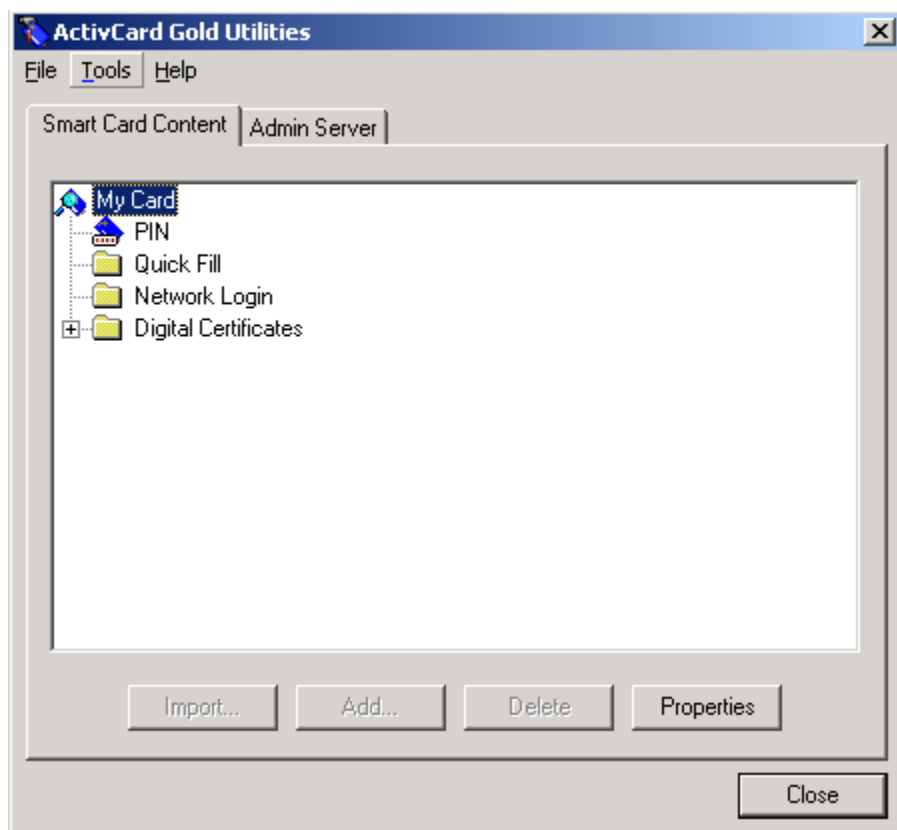 ActivCard Gold Utilities
File Tools Help
Smart Card Content Admin Server
My Card
PIN
Quick Fill
Network Login
Digital Certificates
Import... Add... Delete Properties
Close